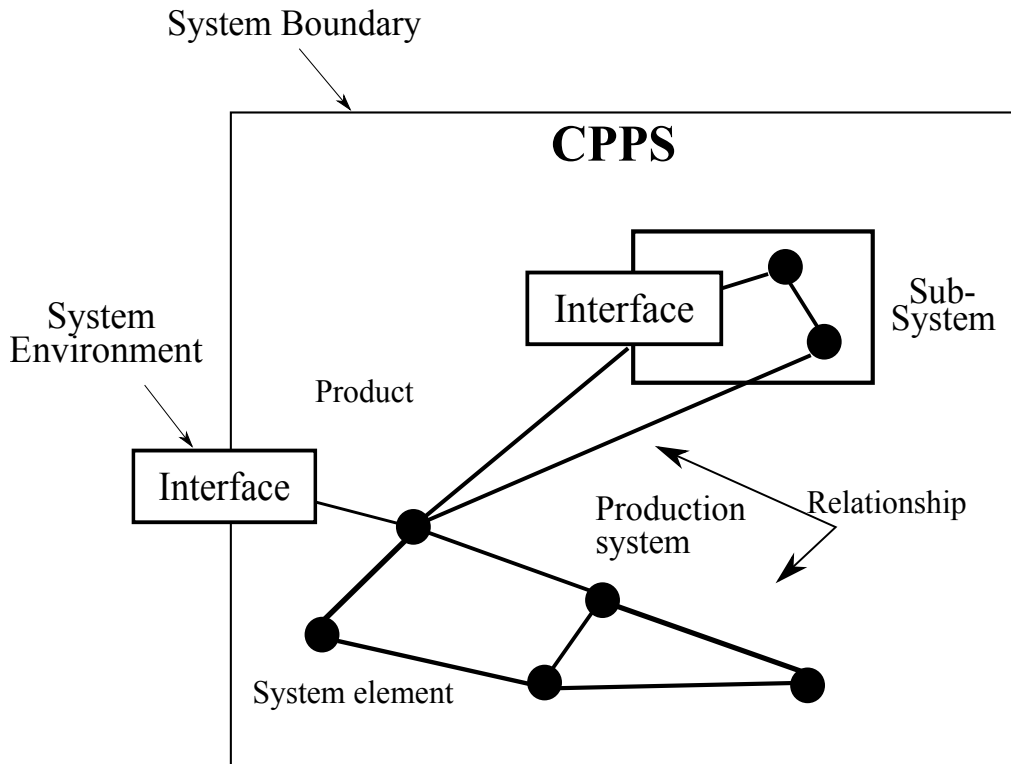 System Boundary
CPPS
Interface
Sub-
System
System
Environment
Product
Interface
Production
system
Relationship
System element